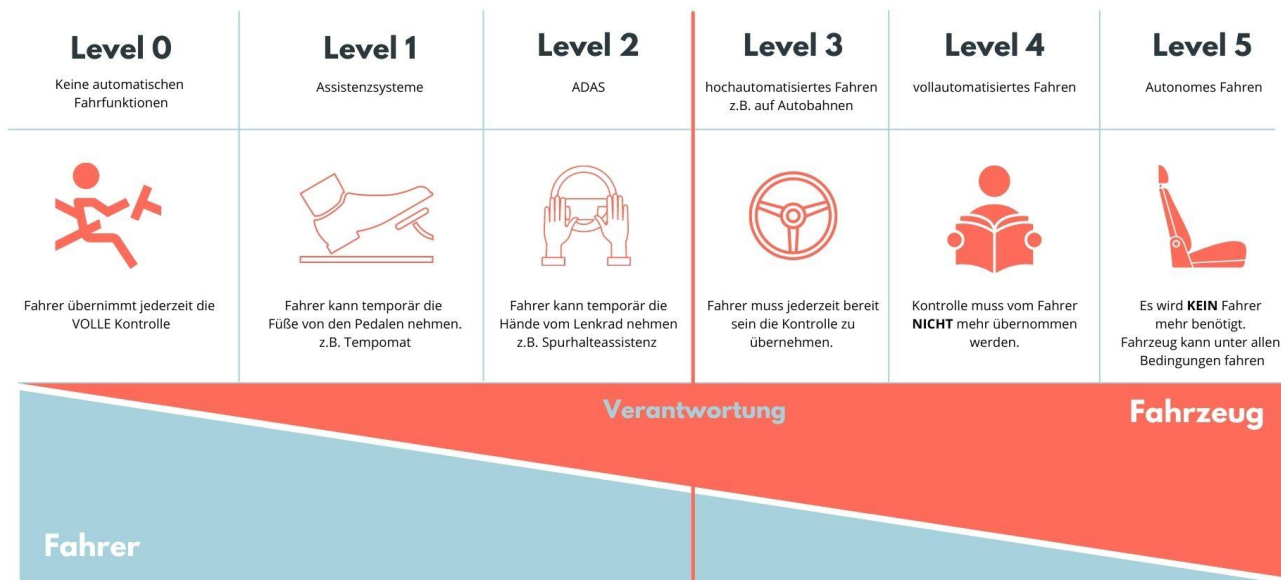 Level 0
Keine automatischen
Fahrfunktionen
Level 1
Assistenzsysteme
Level 2
ADAS
Level 3
hochautomatisiertes Fahren
z.B. auf Autobahnen
Level 4
vollautomatisiertes Fahren
Level 5
Autonomes Fahren
Fahrer übernimmt jederzeit die
VOLLE Kontrolle
Fahrer kann temporär die
Füße von den Pedalen nehmen.
z.B. Tempomat
Fahrer kann temporär die
Hände vom Lenkrad nehmen
z.B. Spurhalteassistenz
Fahrer muss jederzeit bereit
sein die Kontrolle zu
übernehmen.
Kontrolle muss vom Fahrer
NICHT mehr übernommen
werden.
Es wird KEIN Fahrer
mehr benötigt.
Fahrzeug kann unter allen
Bedingungen fahren
Verantwortung
Fahrzeug
Fahrer